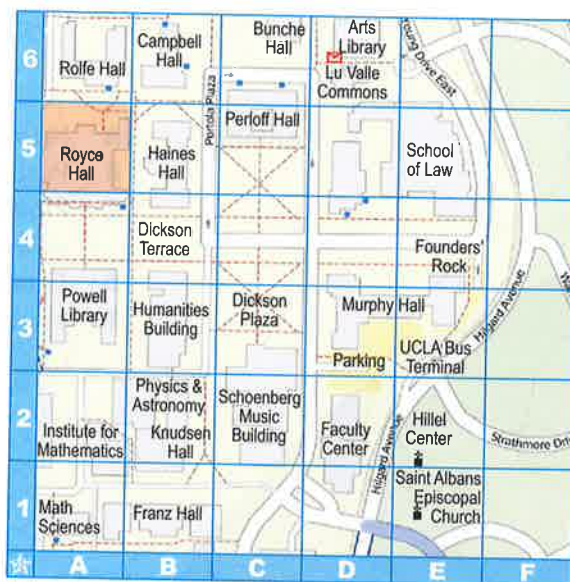 6
Rolfe Hall
Campbell
Hall
Bunche
Hall
Arts
Library
Lu Valle
Commons
Young Drive East
Portola Plaza
5
Royce
Hall
Haines
Hall
Perloff Hall
School
of Law
4
Dickson
Terrace
Founders'
Rock
3
Powell
Library
Humanities
Building
Dickson
Plaza
Murphy Hall
Parking
UCLA Bus
Terminal
Hilgard Avenue
2
Institute for
Mathematics
Physics &
Astronomy
Knudsen
Hall
Schoenberg
Music
Building
Faculty
Center
Hillel
Center
Hilgard Avenue
1
Math
Sciences
Franz Hall
Saint Albans
Episcopal
Church
A B C D E F